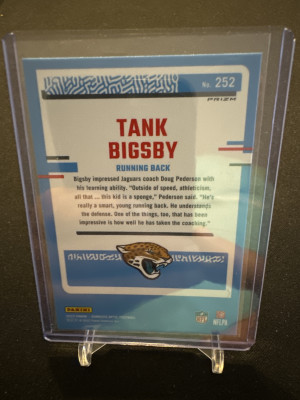 No. 252
PRIZM
TANK
BIGSBY
RUNNING BACK
Bigsby impressed Jaguars coach Doug Pederson with
his learning ability. "Outside of speed, athleticism,
all that ... this kid is a sponge," Pederson said. "He's
really a smart, young running back. He understands
the defense. One of the things, too, that has been
impressive is how well he has taken the coaching."
PANINI
NFL
NFLPA